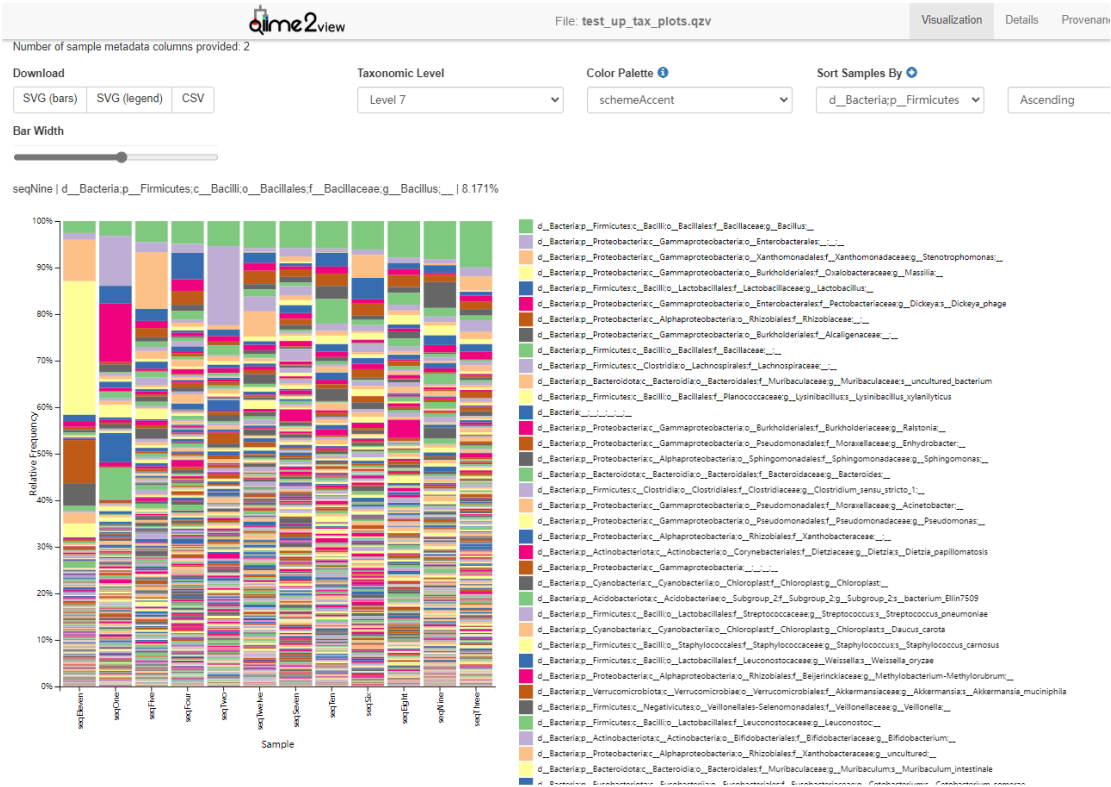 qiime2view
File: test_up_tax_plots.qzv
Visualization
Details
Provenanc
Number of sample metadata columns provided: 2
Download
Taxonomic Level
Color Palette
Sort Samples By
SVG (bars)
SVG (legend)
CSV
Level 7
schemeAccent
d__Bacteria;p__Firmicutes
Ascending
Bar Width
seqNine | d__Bacteria;p__Firmicutes;c__Bacilli;o__Bacillales;f__Bacillaceae;g__Bacillus;__ | 8.171%
100%
90%
80%
70%
60%
50%
40%
30%
20%
10%
0%
Relative Frequency
seqEleven
seqOne
seqFive
seqFour
seqTwo
seqTwelve
seqSeven
seqTen
seqSix
seqEight
seqNine
seqThree
Sample
d__Bacteria;p__Firmicutes;c__Bacilli;o__Bacillales;f__Bacillaceae;g__Bacillus;__
d__Bacteria;p__Proteobacteria;c__Gammaproteobacteria;o__Enterobacterales;__;__;__
d__Bacteria;p__Proteobacteria;c__Gammaproteobacteria;o__Xanthomonadales;f__Xanthomonadaceae;g__Stenotrophomonas;__
d__Bacteria;p__Proteobacteria;c__Gammaproteobacteria;o__Burkholderiales;f__Oxalobacteraceae;g__Massilia;__
d__Bacteria;p__Firmicutes;c__Bacilli;o__Lactobacillales;f__Lactobacillaceae;g__Lactobacillus;__
d__Bacteria;p__Proteobacteria;c__Gammaproteobacteria;o__Enterobacterales;f__Pectobacteriaceae;g__Dickeya;s__Dickeya_phage
d__Bacteria;p__Proteobacteria;c__Alphaproteobacteria;o__Rhizobiales;f__Rhizobiaceae;__;__
d__Bacteria;p__Proteobacteria;c__Gammaproteobacteria;o__Burkholderiales;f__Alcaligenaceae;__;__
d__Bacteria;p__Firmicutes;c__Bacilli;o__Bacillales;f__Bacillaceae;__;__
d__Bacteria;p__Firmicutes;c__Clostridia;o__Lachnospirales;f__Lachnospiraceae;__;__
d__Bacteria;p__Bacteroidota;c__Bacteroidia;o__Bacteroidales;f__Muribaculaceae;g__Muribaculaceae;s__uncultured_bacterium
d__Bacteria;p__Firmicutes;c__Bacilli;o__Bacillales;f__Planococcaceae;g__Lysinibacillus;s__Lysinibacillus_xylanilyticus
d__Bacteria;__;__;__;__;__;__
d__Bacteria;p__Proteobacteria;c__Gammaproteobacteria;o__Burkholderiales;f__Burkholderiaceae;g__Ralstonia;__
d__Bacteria;p__Proteobacteria;c__Gammaproteobacteria;o__Pseudomonadales;f__Moraxellaceae;g__Enhydrobacter;__
d__Bacteria;p__Proteobacteria;c__Alphaproteobacteria;o__Sphingomonadales;f__Sphingomonadaceae;g__Sphingomonas;__
d__Bacteria;p__Bacteroidota;c__Bacteroidia;o__Bacteroidales;f__Bacteroidaceae;g__Bacteroides;__
d__Bacteria;p__Firmicutes;c__Clostridia;o__Clostridiales;f__Clostridiaceae;g__Clostridium_sensu_stricto_1;__
d__Bacteria;p__Proteobacteria;c__Gammaproteobacteria;o__Pseudomonadales;f__Moraxellaceae;g__Acinetobacter;__
d__Bacteria;p__Proteobacteria;c__Gammaproteobacteria;o__Pseudomonadales;f__Pseudomonadaceae;g__Pseudomonas;__
d__Bacteria;p__Proteobacteria;c__Alphaproteobacteria;o__Rhizobiales;f__Xanthobacteraceae;__;__
d__Bacteria;p__Actinobacteriota;c__Actinobacteria;o__Corynebacteriales;f__Dietziaceae;g__Dietzia;s__Dietzia_papillomatosis
d__Bacteria;p__Proteobacteria;c__Gammaproteobacteria;__;__;__;__
d__Bacteria;p__Cyanobacteria;c__Cyanobacteriia;o__Chloroplast;f__Chloroplast;g__Chloroplast;__
d__Bacteria;p__Acidobacteriota;c__Acidobacteriae;o__Subgroup_2;f__Subgroup_2;g__Subgroup_2;s__bacterium_Ellin7509
d__Bacteria;p__Firmicutes;c__Bacilli;o__Lactobacillales;f__Streptococcaceae;g__Streptococcus;s__Streptococcus_pneumoniae
d__Bacteria;p__Cyanobacteria;c__Cyanobacteriia;o__Chloroplast;f__Chloroplast;g__Chloroplast;s__Daucus_carota
d__Bacteria;p__Firmicutes;c__Bacilli;o__Staphylococcales;f__Staphylococcaceae;g__Staphylococcus;s__Staphylococcus_carnosus
d__Bacteria;p__Firmicutes;c__Bacilli;o__Lactobacillales;f__Leuconostocaceae;g__Weissella;s__Weissella_oryzae
d__Bacteria;p__Proteobacteria;c__Alphaproteobacteria;o__Rhizobiales;f__Beijerinckiaceae;g__Methylobacterium-Methylorubrum;__
d__Bacteria;p__Verrucomicrobiota;c__Verrucomicrobiae;o__Verrucomicrobiales;f__Akkermansiaceae;g__Akkermansia;s__Akkermansia_muciniphila
d__Bacteria;p__Firmicutes;c__Negativicutes;o__Veillonellales-Selenomonadales;f__Veillonellaceae;g__Veillonella;__
d__Bacteria;p__Firmicutes;c__Bacilli;o__Lactobacillales;f__Leuconostocaceae;g__Leuconostoc;__
d__Bacteria;p__Actinobacteriota;c__Actinobacteria;o__Bifidobacteriales;f__Bifidobacteriaceae;g__Bifidobacterium;__
d__Bacteria;p__Proteobacteria;c__Alphaproteobacteria;o__Rhizobiales;f__Xanthobacteraceae;g__uncultured;__
d__Bacteria;p__Bacteroidota;c__Bacteroidia;o__Bacteroidales;f__Muribaculaceae;g__Muribaculum;s__Muribaculum_intestinale